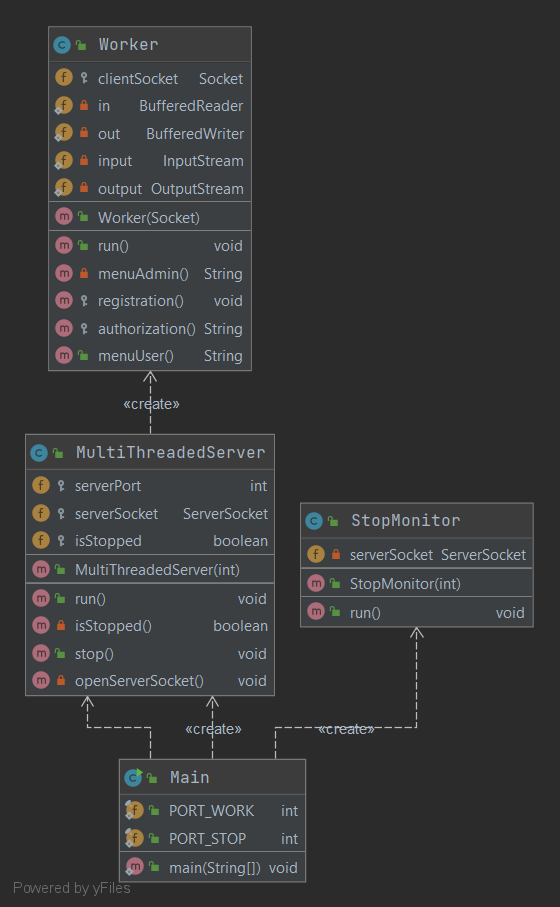 Worker
clientSocket Socket
in BufferedReader
out BufferedWriter
input InputStream
output OutputStream
Worker(Socket)
run() void
menuAdmin() String
registration() void
authorization() String
menuUser() String
«create»
MultiThreadedServer
serverPort int
serverSocket ServerSocket
isStopped boolean
MultiThreadedServer(int)
run() void
isStopped() boolean
stop() void
openServerSocket() void
StopMonitor
serverSocket ServerSocket
StopMonitor(int)
run() void
«create» «create»
Main
PORT_WORK int
PORT_STOP int
main(String[]) void
Powered by yFiles